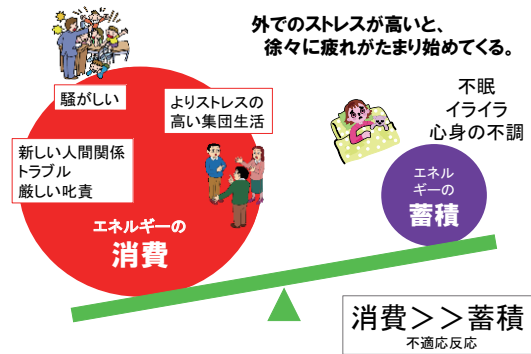 外でのストレスが高いと、
徐々に疲れがたまり始めてくる。
騒がしい
よりストレスの
高い集団生活
新しい人間関係
トラブル
厳しい叱責
エネルギーの
消費
不眠
イライラ
心身の不調
エネル
ギーの
蓄積
消費>>蓄積
不適応反応